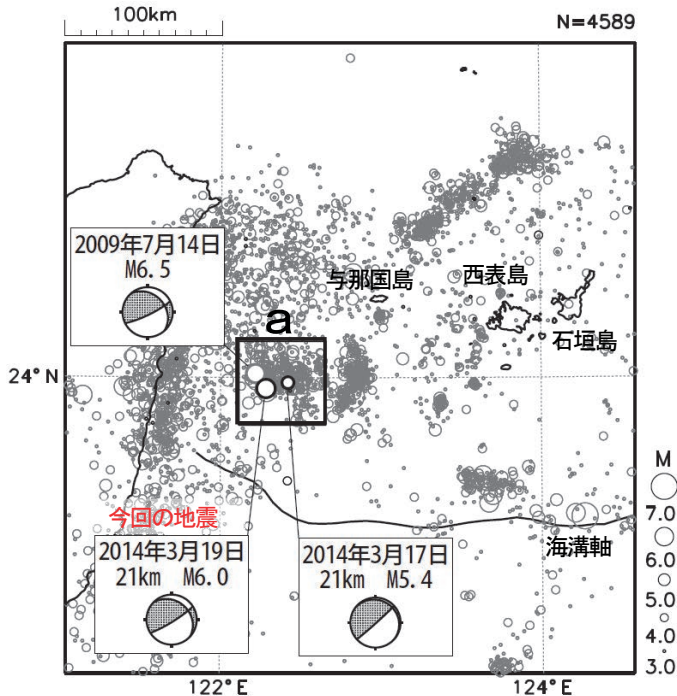 100km
N=4589
2009年7月14日
M6.5
与那国島
西表島
a
石垣島
24°N
今回の地震
2014年3月19日
21km M6.0
2014年3月17日
21km M5.4
海溝軸
M
7.0
6.0
5.0
4.0
3.0
122°E
124°E